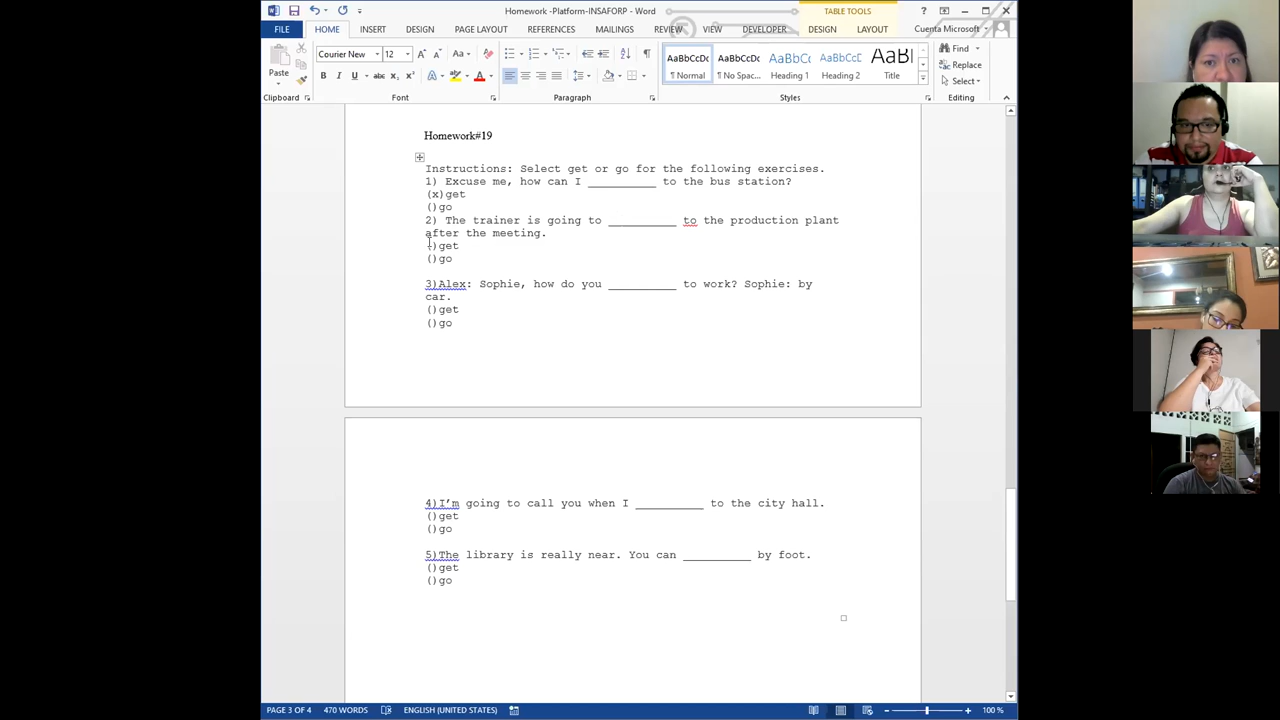 Homework -Platform-INSAFORP - Word
TABLE TOOLS
FILE HOME INSERT DESIGN PAGE LAYOUT REFERENCES MAILINGS REVIEW VIEW DEVELOPER DESIGN LAYOUT Cuenta Microsoft
Courier New 12
Paste
Clipboard Font Paragraph Styles Editing
AaBbCcDc AaBbCcDc AaBbC AaBbCcD AaB
¶ Normal ¶ No Spac... Heading 1 Heading 2 Title
Find
Replace
Select
Homework#19
Instructions: Select get or go for the following exercises.
1) Excuse me, how can I __________ to the bus station?
(x)get
()go
2) The trainer is going to __________ to the production plant
after the meeting.
()get
()go
3)Alex: Sophie, how do you __________ to work? Sophie: by
car.
()get
()go
4)I’m going to call you when I __________ to the city hall.
()get
()go
5)The library is really near. You can __________ by foot.
()get
()go
PAGE 3 OF 4 470 WORDS ENGLISH (UNITED STATES) 100 %